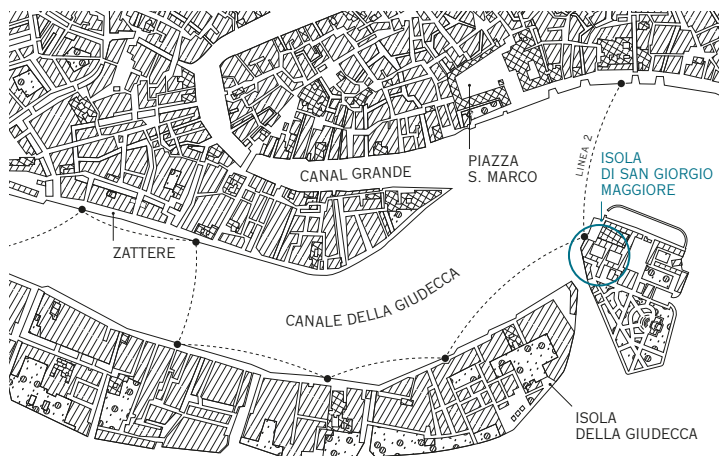 LINEA 2
ISOLA
DI SAN GIORGIO
MAGGIORE
PIAZZA
S. MARCO
CANAL GRANDE
ZATTERE
CANALE DELLA GIUDECCA
ISOLA
DELLA GIUDECCA